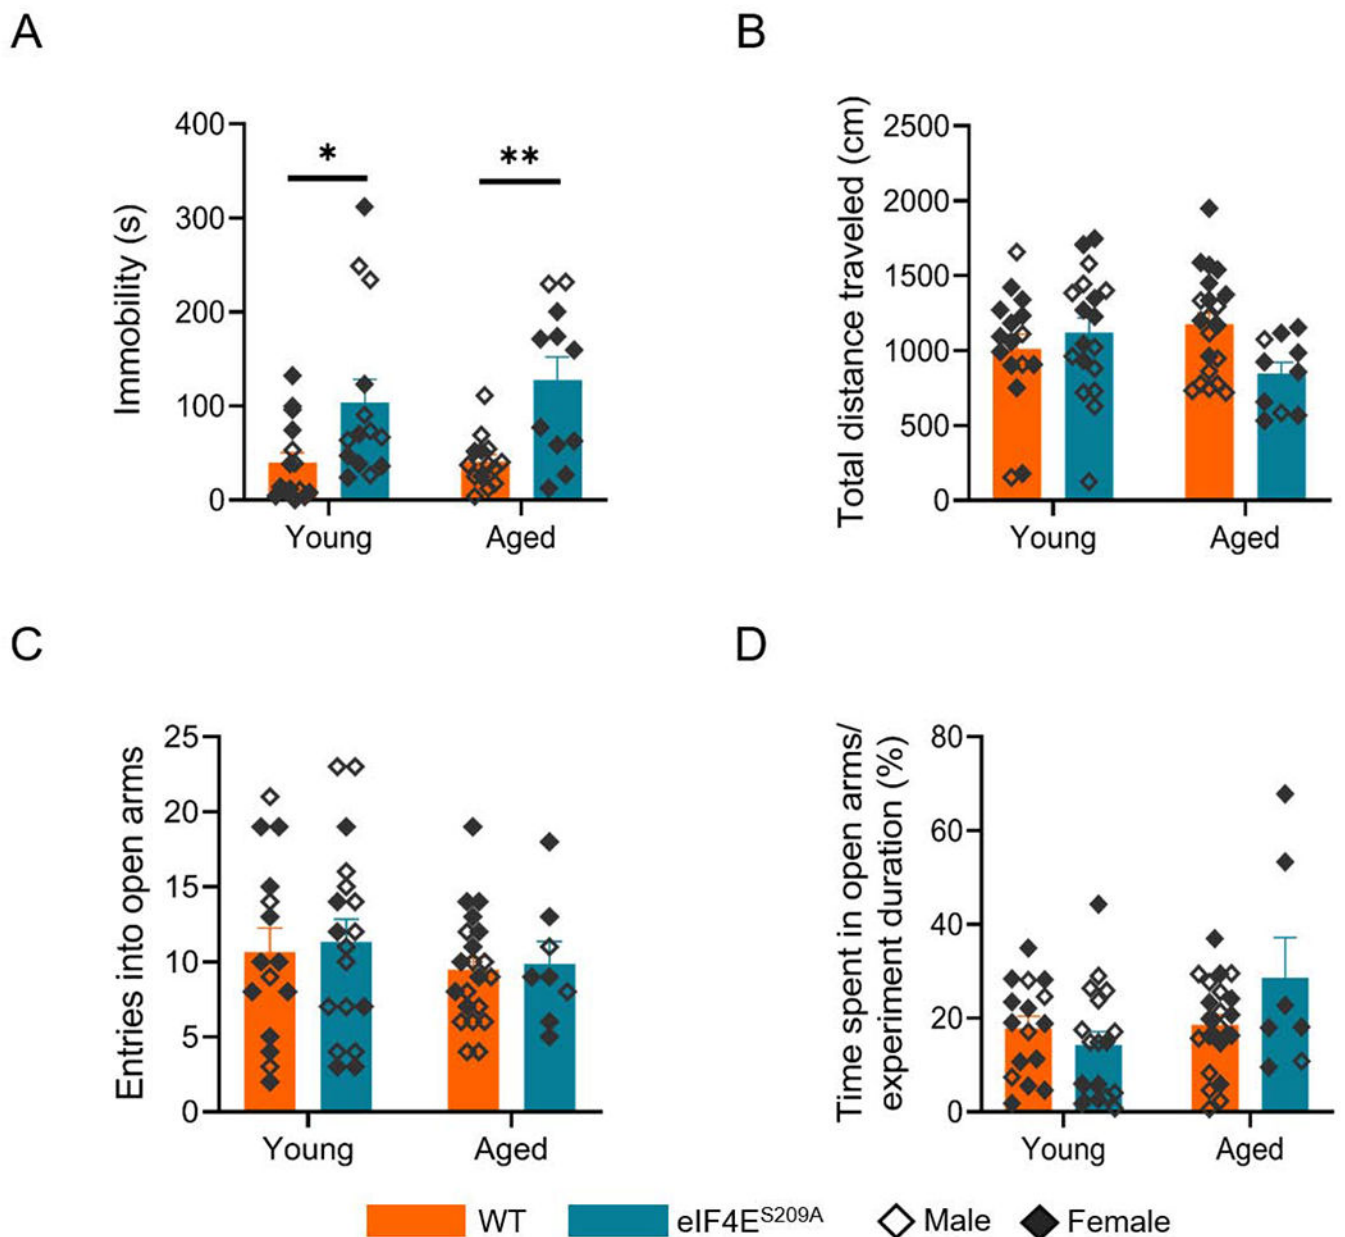 A
Immobility (s)
400
300
200
100
0
*
**
Young Aged
B
Total distance traveled (cm)
2500
2000
1500
1000
500
0
Young Aged
C
Entries into open arms
25
20
15
10
5
0
Young Aged
D
Time spent in open arms/
experiment duration (%)
80
60
40
20
0
Young Aged
WT eIF4E^S209A Male Female